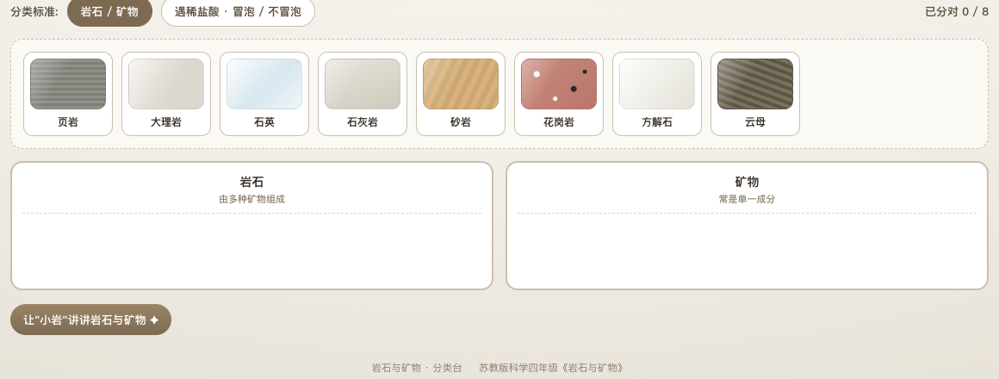 分类标准: 岩石 / 矿物 遇稀盐酸 · 冒泡 / 不冒泡 已分对 0 / 8
页岩 大理岩 石英 石灰岩 砂岩 花岗岩 方解石 云母
岩石 矿物
由多种矿物组成 常是单一成分
让"小岩"讲讲岩石与矿物 ✦
岩石与矿物 · 分类台 苏教版科学四年级《岩石与矿物》